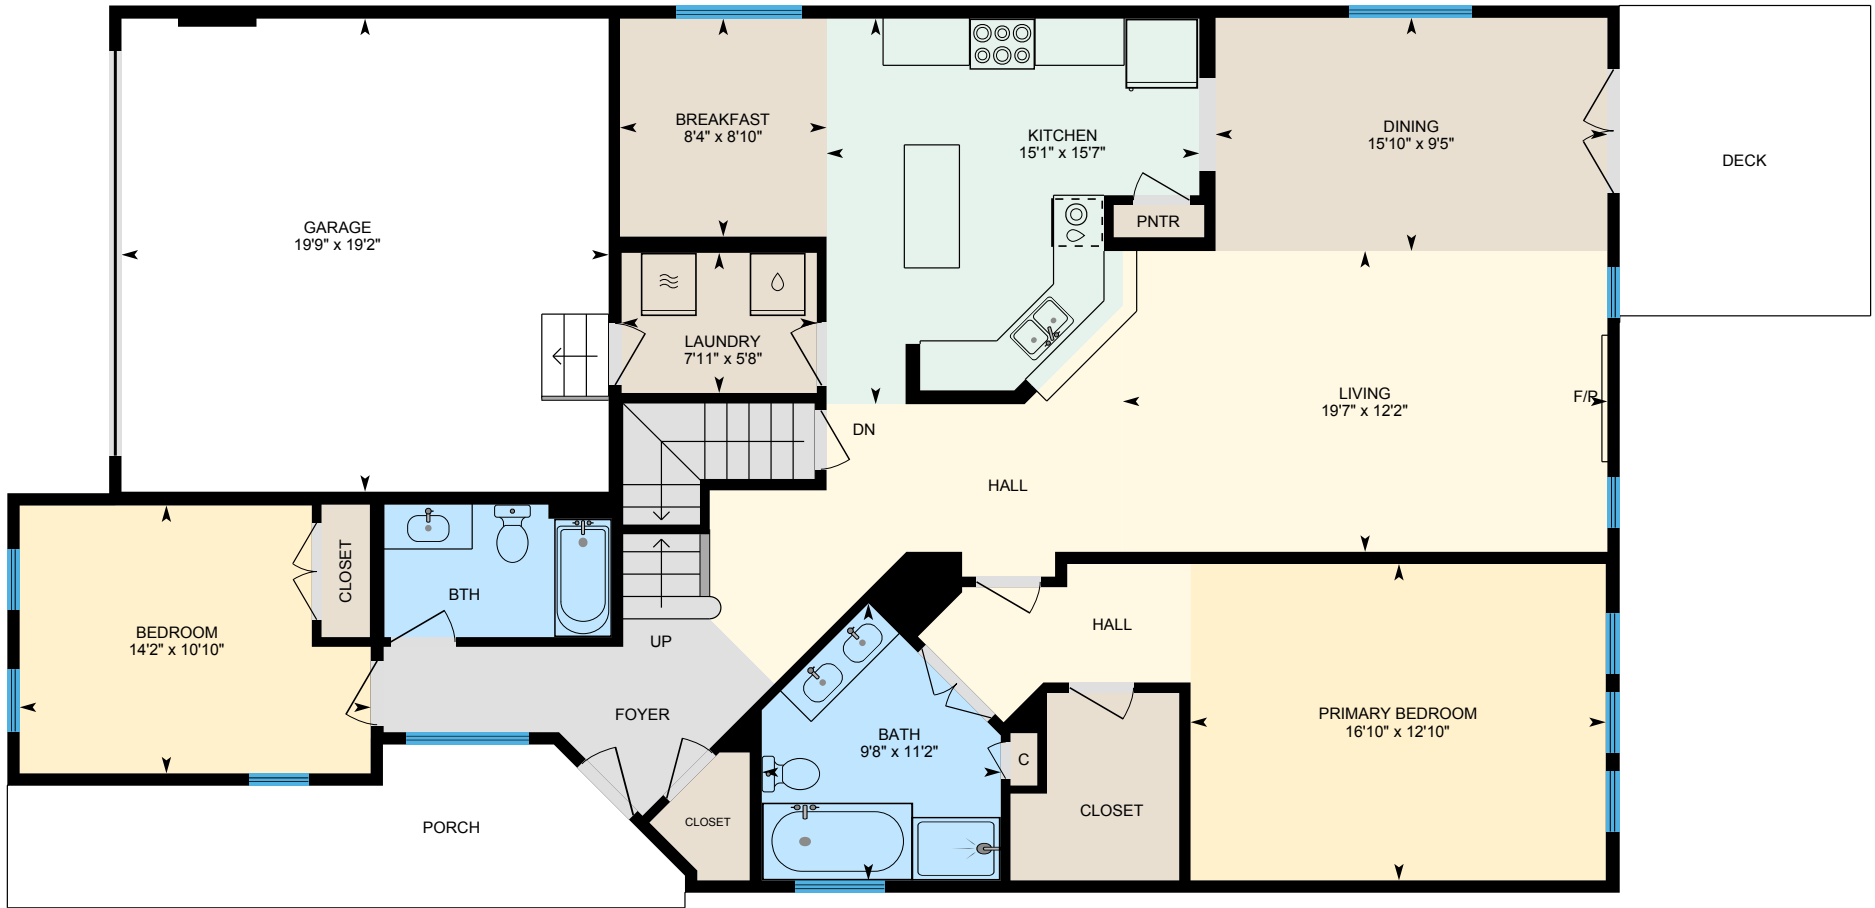 BREAKFAST
8'4" x 8'10"
KITCHEN
15'1" x 15'7"
DINING
15'10" x 9'5"
DECK
GARAGE
19'9" x 19'2"
PNTR
LAUNDRY
7'11" x 5'8"
LIVING
19'7" x 12'2"
F/P
DN
HALL
CLOSET
BTH
BEDROOM
14'2" x 10'10"
UP
HALL
FOYER
PRIMARY BEDROOM
16'10" x 12'10"
BATH
9'8" x 11'2"
C
CLOSET
CLOSET
PORCH